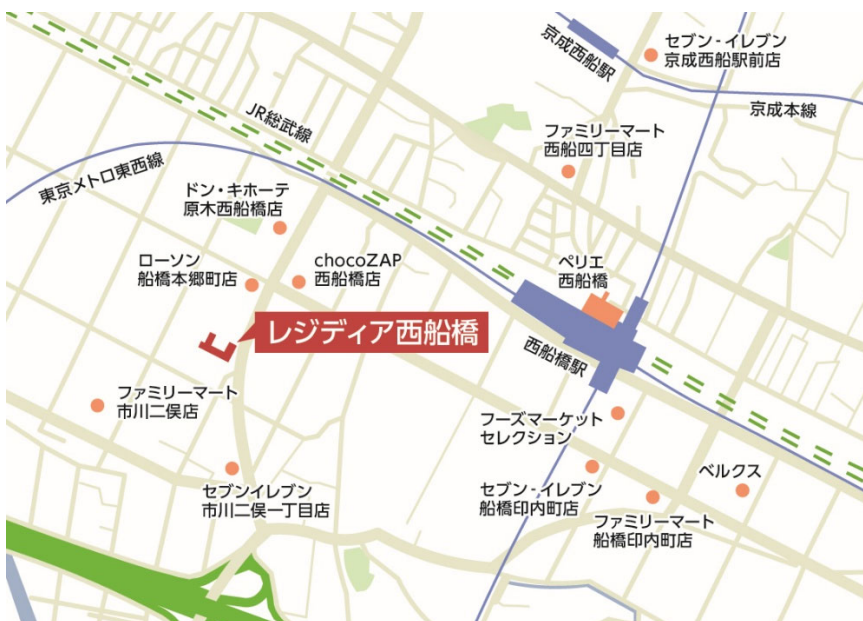 セブン‐イレブン
京成西船駅前店
京成西船駅
京成本線
JR総武線
ファミリーマート
西船四丁目店
東京メトロ東西線
ドン・キホーテ
原木西船橋店
ローソン
船橋本郷町店
chocoZAP
西船橋店
ペリエ
西船橋
レジディア西船橋
西船橋駅
ファミリーマート
市川二俣店
フーズマーケット
セレクション
セブンイレブン
市川二俣一丁目店
セブン‐イレブン
船橋印内町店
ベルクス
ファミリーマート
船橋印内町店